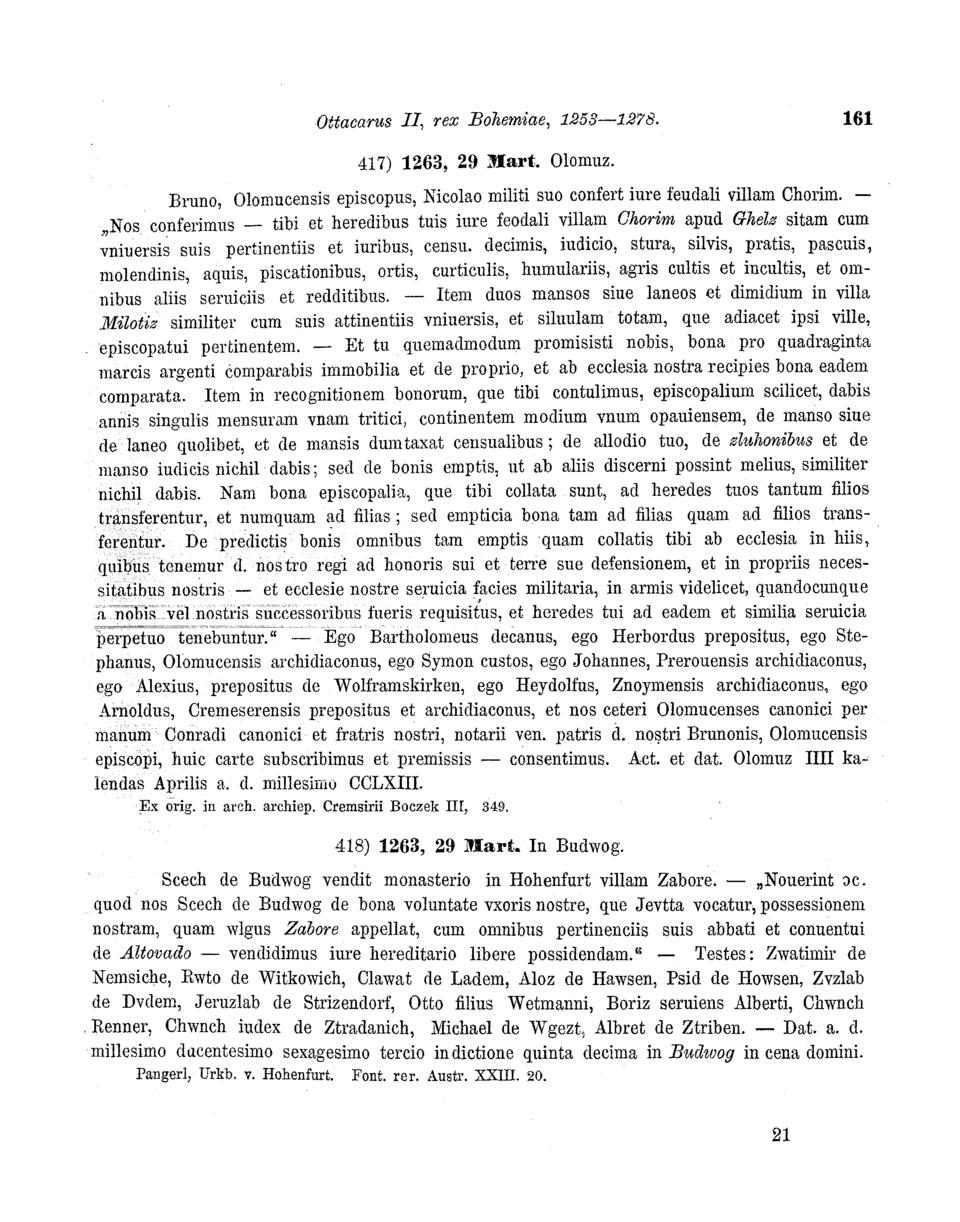 Ottacarus II, rex Bohemiae, 1253—1278. 161
417) 1263, 29 Mart. Olomuz.
Bruno, Olomucensis episcopus, Nicolao militi suo confert iure feudali villam Chorim. —
„Nos conferimus — tibi et heredibus tuis iure feodali villam Chorim apud Ghelz sitam cum
vniuersis suis pertinentiis et iuribus, censu. decimis, iudicio, stura, silvis, pratis, pascuis,
molendinis, aquis, piscationibus, ortis, curticulis, humulariis, agris cultis et incultis, et om-
nibus aliis seruiciis et redditibus. — Item duos mansos siue laneos et dimidium in villa
Milotiz similiter cum suis attinentiis vniuersis, et siluulam totam, que adiacet ipsi ville,
episcopatui pertinentem. — Et tu quemadmodum promisisti nobis, bona pro quadraginta
marcis argenti comparabis immobilia et de proprio, et ab ecclesia nostra recipies bona eadem
comparata. Item in recognitionem bonorum, que tibi contulimus, episcopalium scilicet, dabis
annis singulis mensuram vnam tritici, continentem modium vnum opauiensem, de manso siue
de laneo quolibet, et de mansis dumtaxat censualibus; de allodio tuo, de zluhonibus et de
manso iudicis nichil dabis; sed de bonis emptis, ut ab aliis discerni possint melius, similiter
nichil dabis. Nam bona episcopalia, que tibi collata sunt, ad heredes tuos tantum filios
transferentur, et numquam ad filias; sed empticia bona tam ad filias quam ad filios trans-
ferentur. De predictis bonis omnibus tam emptis quam collatis tibi ab ecclesia in hiis,
quibus tenemur d. nostro regi ad honoris sui et terre sue defensionem, et in propriis neces-
sitatibus nostris — et ecclesie nostre seruicia facies militaria, in armis videlicet, quandocunque
a nobis vel nostris successoribus fueris requisitus, et heredes tui ad eadem et similia seruicia
perpetuo tenebuntur.“ — Ego Bartholomeus decanus, ego Herbordus prepositus, ego Ste-
phanus, Olomucensis archidiaconus, ego Symon custos, ego Johannes, Prerouensis archidiaconus,
ego Alexius, prepositus de Wolframskirken, ego Heydolfus, Znoymensis archidiaconus, ego
Arnoldus, Cremeserensis prepositus et archidiaconus, et nos ceteri Olomucenses canonici per
manum Conradi canonici et fratris nostri, notarii ven. patris d. nostri Brunonis, Olomucensis
episcopi, huic carte subscribimus et premissis — consentimus. Act. et dat. Olomuz IIII ka-
lendas Aprilis a. d. millesimo CCLXIII.
Ex orig. in arch. archiep. Cremsirii Boczek III, 349.
418) 1263, 29 Mart. In Budwog.
Scech de Budwog vendit monasterio in Hohenfurt villam Zabore. — „Nouerint ɔc.
quod nos Scech de Budwog de bona voluntate vxoris nostre, que Jevtta vocatur, possessionem
nostram, quam wlgus Zabore appellat, cum omnibus pertinenciis suis abbati et conuentui
de Altovado — vendidimus iure hereditario libere possidendam.“ — Testes: Zwatimir de
Nemsiche, Rwto de Witkowich, Clawat de Ladem, Aloz de Hawsen, Psid de Howsen, Zvzlab
de Dvdem, Jeruzlab de Strizendorf, Otto filius Wetmanni, Boriz seruiens Alberti, Chwnch
Renner, Chwnch iudex de Ztradanich, Michael de Wgezt, Albret de Ztriben. — Dat. a. d.
millesimo ducentesimo sexagesimo tercio indictione quinta decima in Budwog in cena domini.
Pangerl, Urkb. v. Hohenfurt. Font. rer. Austr. XXIII. 20.
21